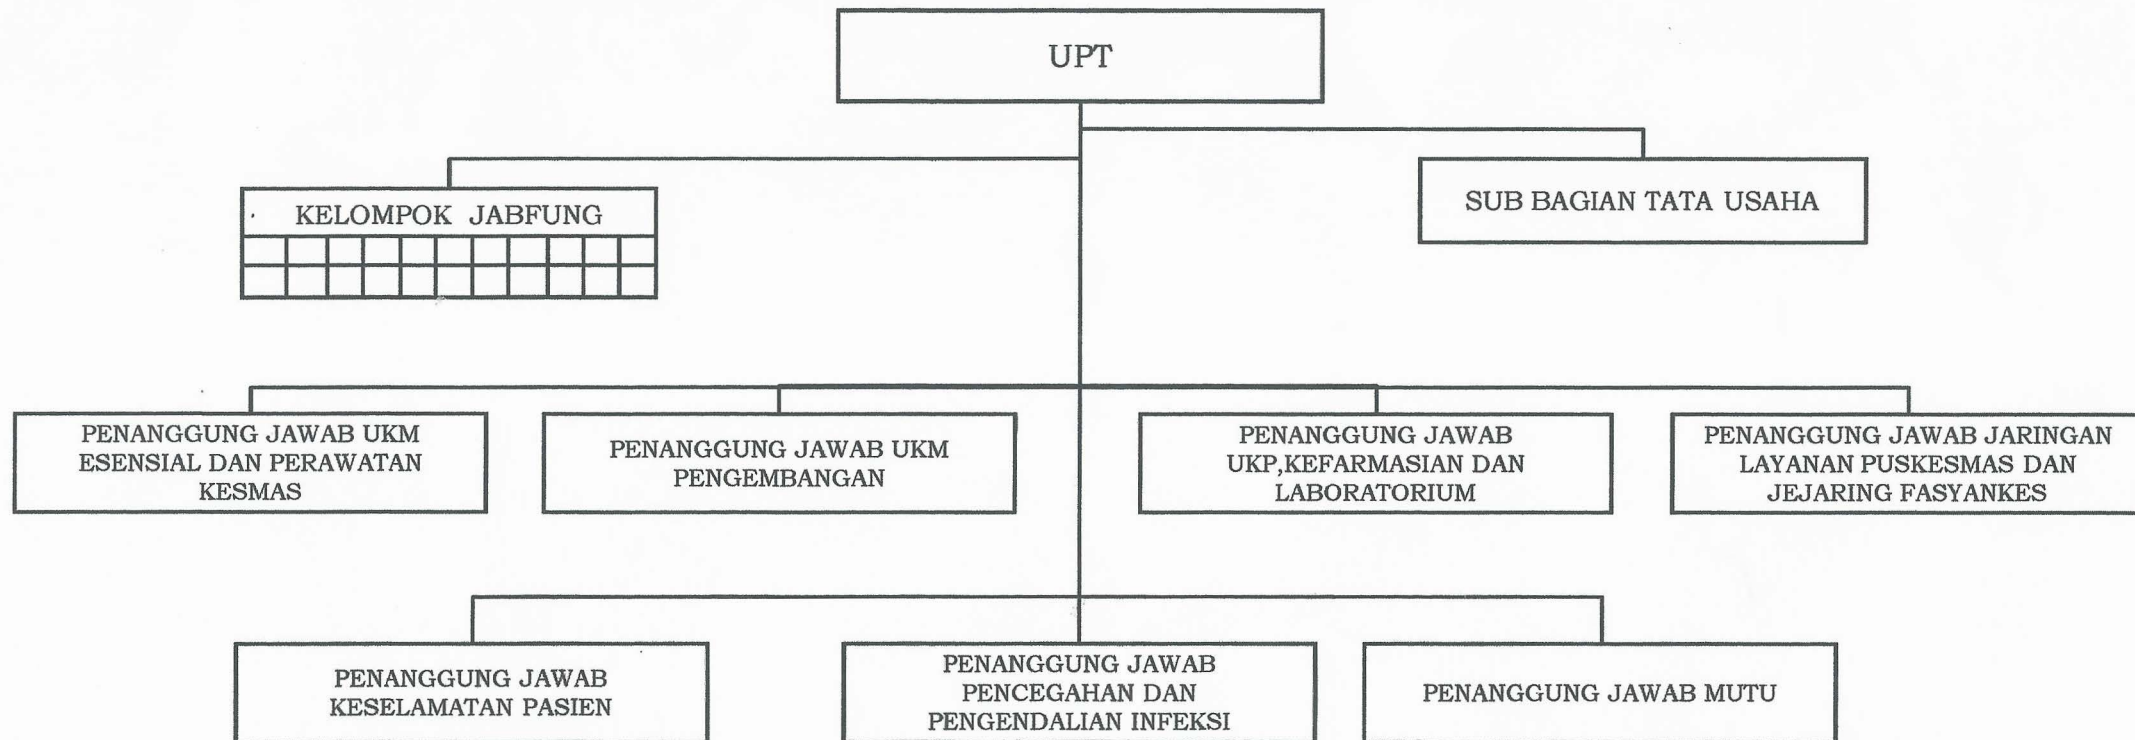 UPT
SUB BAGIAN TATA USAHA
KELOMPOK JABFUNG
PENANGGUNG JAWAB UKM
ESENSIAL DAN PERAWATAN
KESMAS
PENANGGUNG JAWAB UKM
PENGEMBANGAN
PENANGGUNG JAWAB
UKP,KEFARMASIAN DAN
LABORATORIUM
PENANGGUNG JAWAB JARINGAN
LAYANAN PUSKESMAS DAN
JEJARING FASYANKES
PENANGGUNG JAWAB
KESELAMATAN PASIEN
PENANGGUNG JAWAB
PENCEGAHAN DAN
PENGENDALIAN INFEKSI
PENANGGUNG JAWAB MUTU